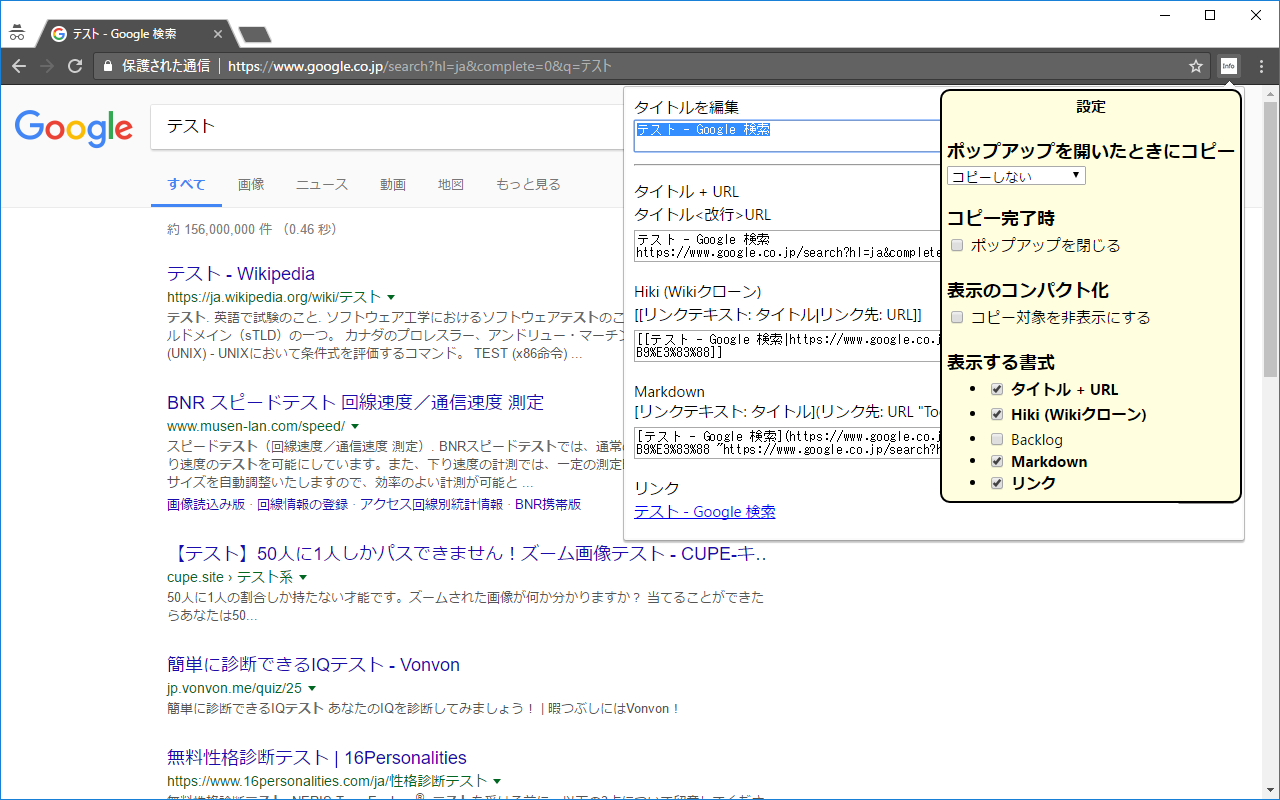 テスト - Google 検索
保護された通信 | https://www.google.co.jp/search?hl=ja&complete=0&q=テスト
Info
Google
テスト
すべて 画像 ニュース 動画 地図 もっと見る
約 156,000,000 件 （0.46 秒）
テスト - Wikipedia
https://ja.wikipedia.org/wiki/テスト
テスト. 英語で試験のこと. ソフトウェア工学におけるソフトウェアテストのこ
ルドメイン（sTLD）の一つ。 カナダのプロレスラー、アンドリュー・マーチン
(UNIX) - UNIXにおいて条件式を評価するコマンド。 TEST (x86命令) ...
BNR スピードテスト 回線速度／通信速度 測定
www.musen-lan.com/speed/
スピードテスト（回線速度／通信速度 測定）. BNRスピードテストでは、通常の
り速度のテストを可能にしています。また、下り速度の計測では、一定の測定
サイズを自動調整いたしますので、効率のよい計測が可能と ...
画像読込み版 · 回線情報の登録 · アクセス回線別統計情報 · BNR携帯版
【テスト】50人に1人しかパスできません！ズーム画像テスト - CUPE-キ..
cupe.site › テスト系
50人に1人の割合しか持たない才能です。ズームされた画像が何か分かりますか？ 当てることができた
らあなたは50...
簡単に診断できるIQテスト - Vonvon
jp.vonvon.me/quiz/25
簡単に診断できるIQテスト あなたのIQを診断してみましょう！ | 暇つぶしにはVonvon！
無料性格診断テスト | 16Personalities
https://www.16personalities.com/ja/性格診断テスト
タイトルを編集
テスト - Google 検索
タイトル + URL
タイトル<改行>URL
テスト - Google 検索
https://www.google.co.jp/search?hl=ja&complete
Hiki (Wikiクローン)
[[リンクテキスト: タイトル|リンク先: URL]]
[[テスト - Google 検索|https://www.google.co.j
B9%E3%83%88]]
Markdown
[リンクテキスト: タイトル](リンク先: URL "Too
[テスト - Google 検索](https://www.google.co.j
B9%E3%83%88 "https://www.google.co.jp/search?h
リンク
テスト - Google 検索
設定
ポップアップを開いたときにコピー
コピーしない
コピー完了時
ポップアップを閉じる
表示のコンパクト化
コピー対象を非表示にする
表示する書式
タイトル + URL
Hiki (Wikiクローン)
Backlog
Markdown
リンク